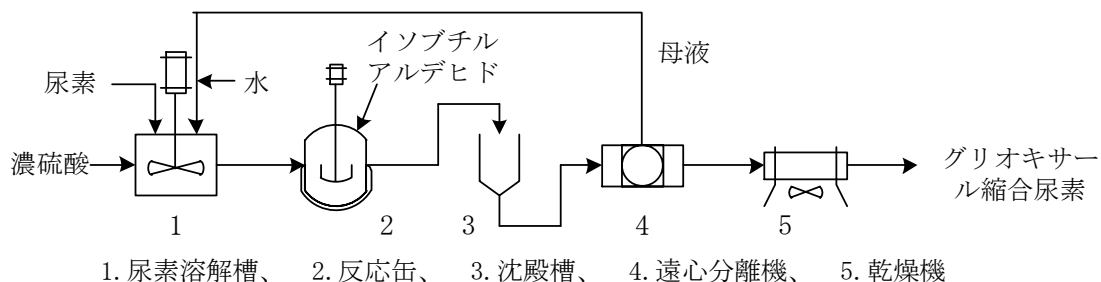 イソブチル
アルデヒド
母液
尿素
水
濃硫酸
グリオキサー
ル縮合尿素
1
2
3
4
5
1.尿素溶解槽、 2.反応缶、 3.沈殿槽、 4.遠心分離機、 5.乾燥機